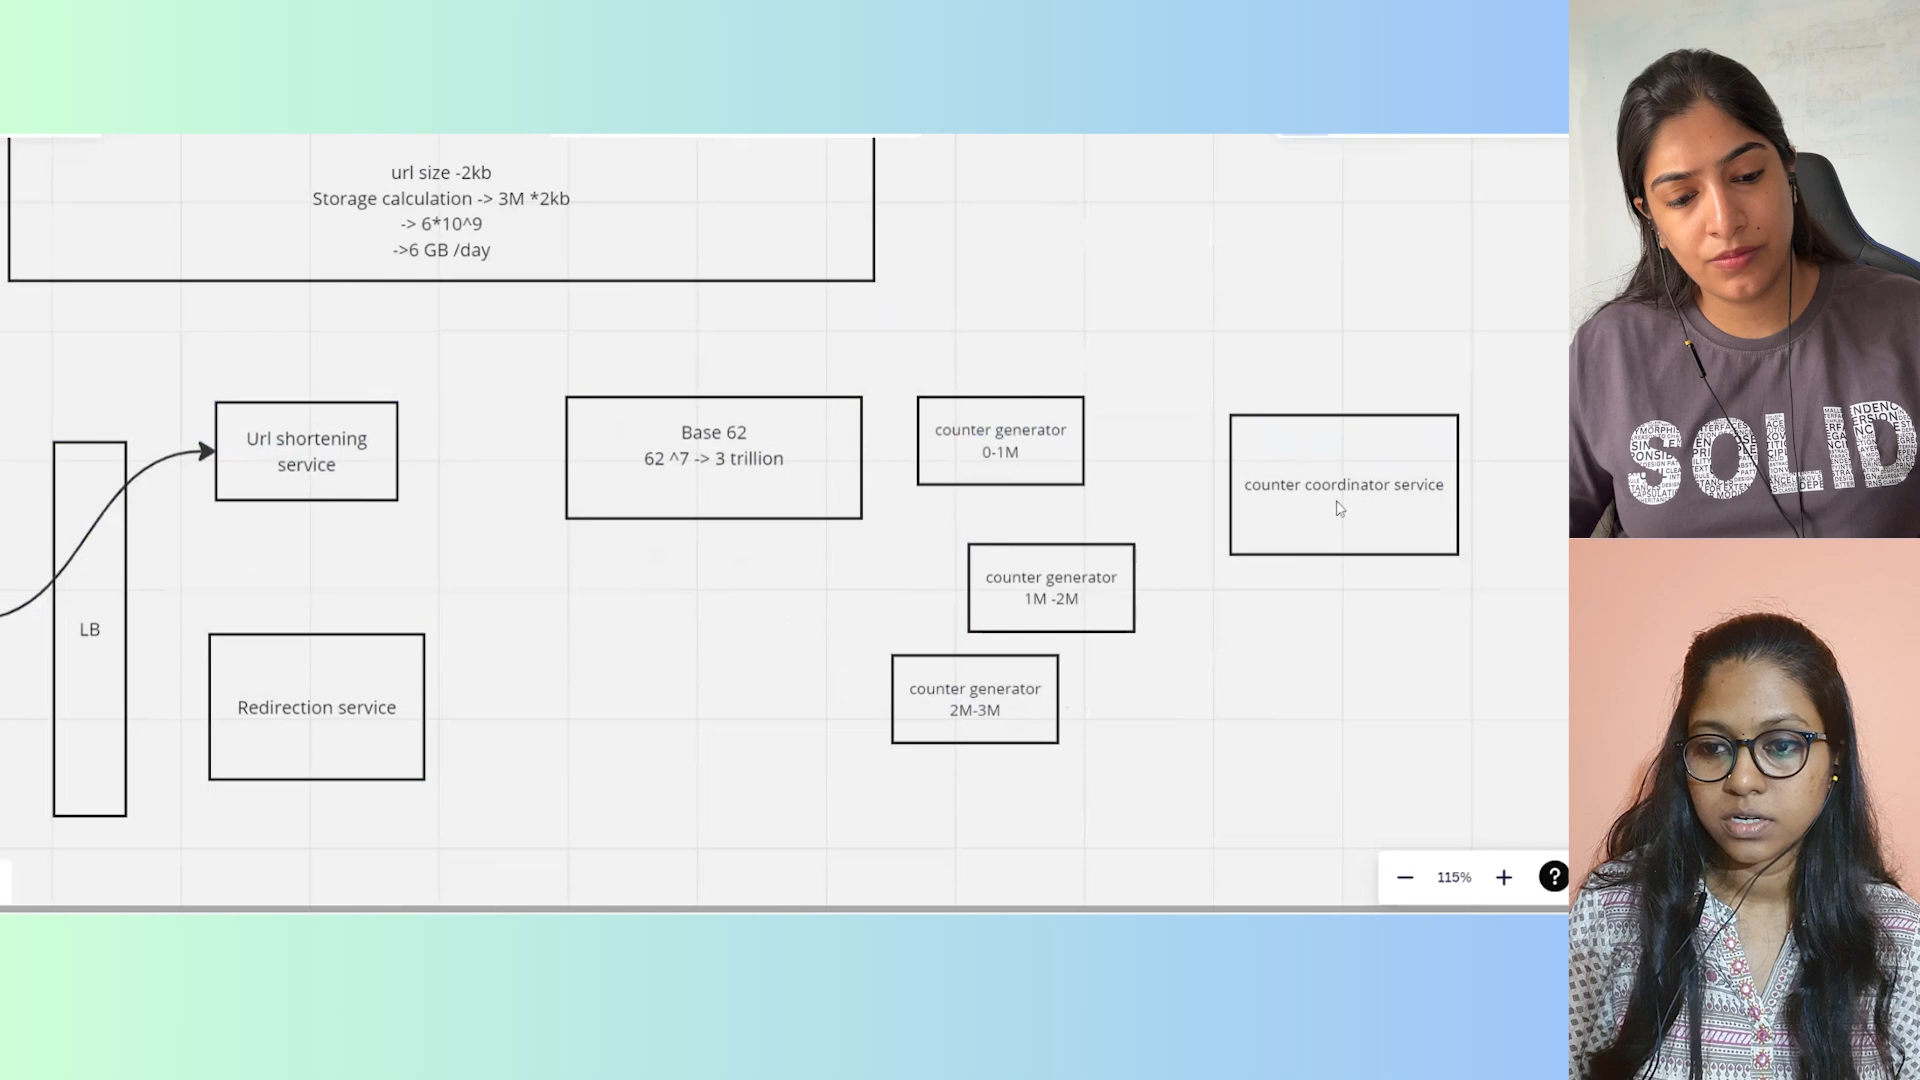 url size -2kb
Storage calculation -> 3M *2kb
-> 6*10^9
->6 GB /day
Url shortening
service
Base 62
62 ^7 -> 3 trillion
counter generator
0-1M
counter coordinator service
counter generator
1M -2M
LB
Redirection service
counter generator
2M-3M
115%
?
SOLID